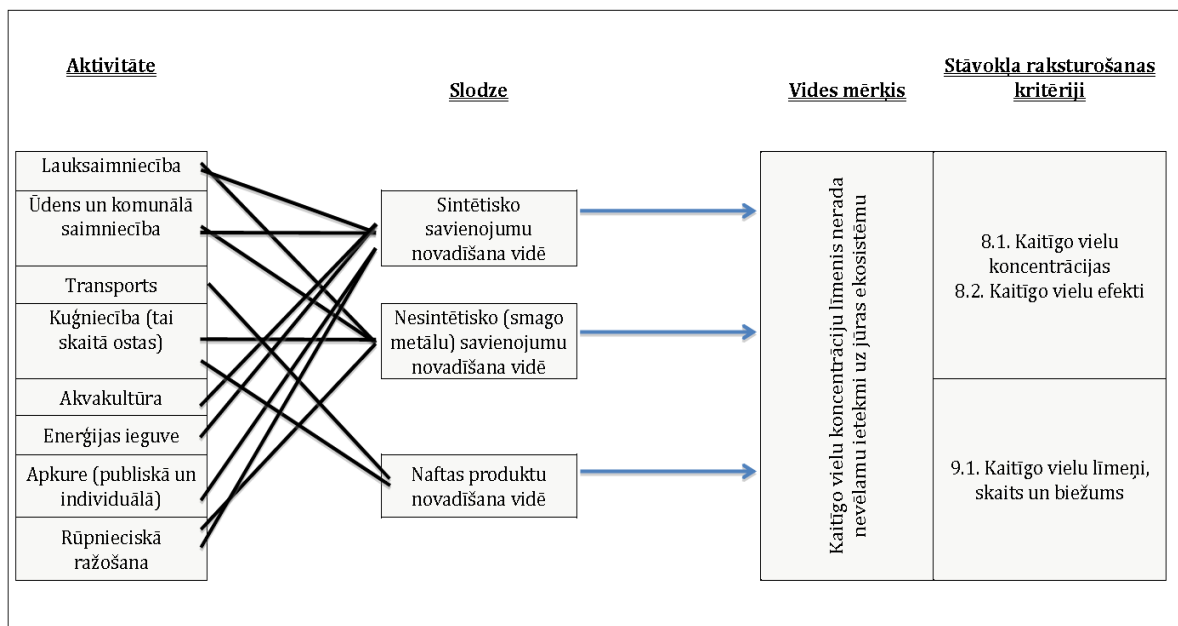 Aktivitāte
Slodze
Vides mērķis
Stāvokļa raksturošanas
kritēriji
Lauksaimniecība
Ūdens un komunālā
saimniecība
Transports
Kuģniecība (tai
skaitā ostas)
Akvakultūra
Enerģijas ieguve
Apkure (publiskā un
individuālā)
Rūpnieciskā
ražošana
Sintētisko
savienojumu
novadīšana vidē
Nesintētisko (smago
metālu) savienojumu
novadīšana vidē
Naftas produktu
novadīšana vidē
Kaitīgo vielu koncentrāciju līmenis nerada
nevēlamu ietekmi uz jūras ekosistēmu
8.1. Kaitīgo vielu
koncentrācijas
8.2. Kaitīgo vielu efekti
9.1. Kaitīgo vielu līmeņi,
skaits un biežums